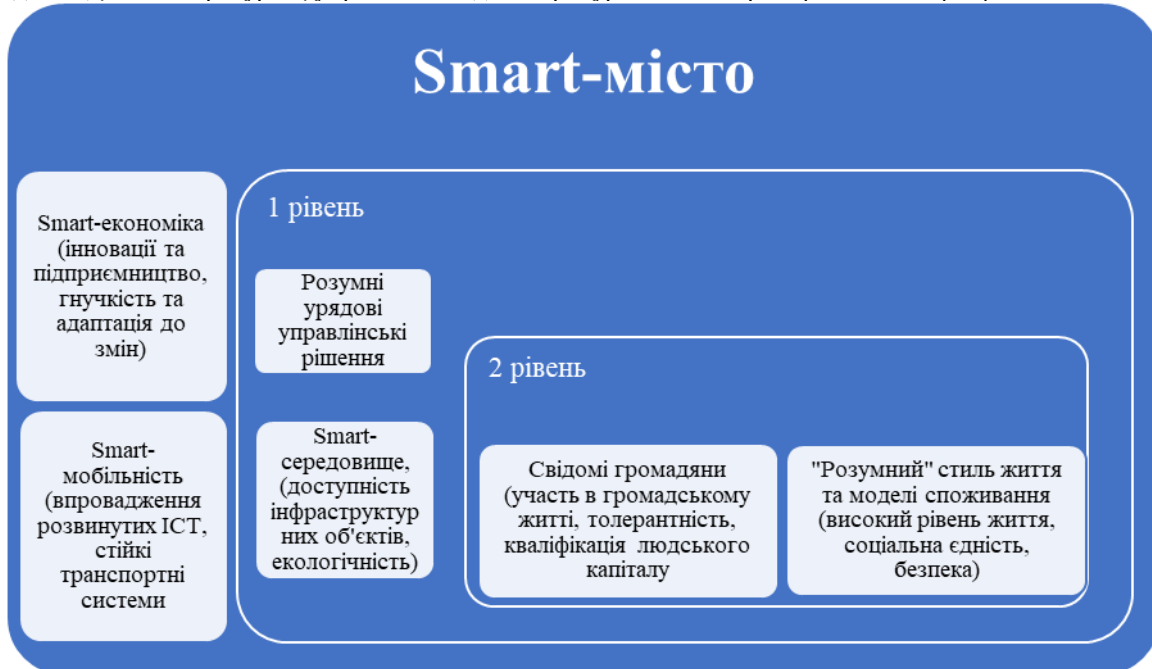 Smart-місто
Smart-економіка
(інновації та
підприємництво,
гнучкість та
адаптація до
змін)
Smart-
мобільність
(впровадження
розвинутих ІСТ,
стійкі
транспортні
системи
1 рівень
Розумні
урядові
управлінські
рішення
Smart-
середовище,
(доступність
інфраструктур
них об'єктів,
екологічність)
2 рівень
Свідомі громадяни
(участь в громадському
житті, толерантність,
кваліфікація людського
капіталу
"Розумний" стиль життя
та моделі споживання
(високий рівень життя,
соціальна єдність,
безпека)